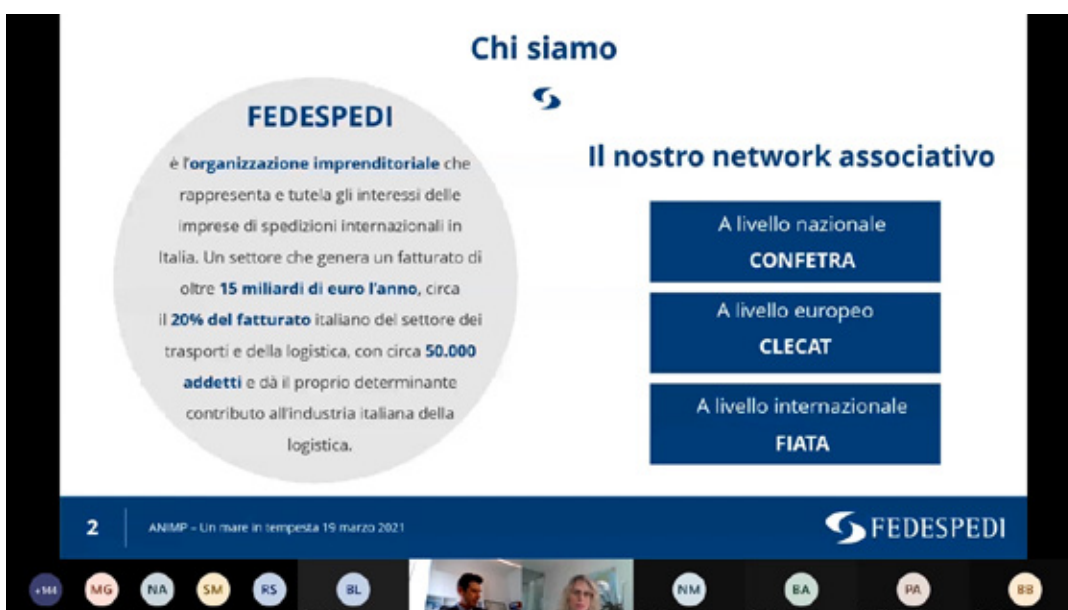 Chi siamo
FEDESPEDI
è l'organizzazione imprenditoriale che
rappresenta e tutela gli interessi delle
imprese di spedizioni internazionali in
Italia. Un settore che genera un fatturato di
oltre 15 miliardi di euro l'anno, circa
il 20% del fatturato italiano del settore dei
trasporti e della logistica, con circa 50.000
addetti e dà il proprio determinante
contributo all'industria italiana della
logistica.
Il nostro network associativo
A livello nazionale
CONFETRA
A livello europeo
CLECAT
A livello internazionale
FIATA
2
ANIMP – Un mare in tempesta 19 marzo 2021
FEDESPEDI
+144
MG
NA
SM
RS
BL
NM
BA
PA
BB